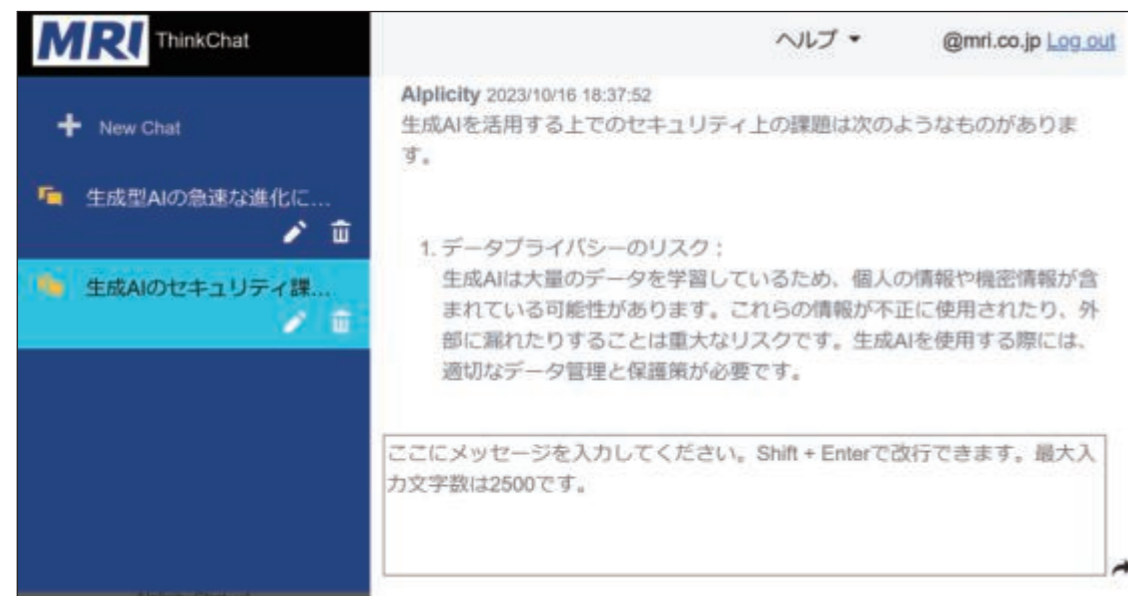 MRI ThinkChat
ヘルプ
@mri.co.jp Log out
New Chat
生成型AIの急速な進化に...
生成AIのセキュリティ課...
Alplicity 2023/10/16 18:37:52
生成AIを活用する上でのセキュリティ上の課題は次のようなものがありま
す。
1. データプライバシーのリスク：
生成AIは大量のデータを学習しているため、個人の情報や機密情報が含
まれている可能性があります。これらの情報が不正に使用されたり、外
部に漏れたりすることは重大なリスクです。生成AIを使用する際には、
適切なデータ管理と保護策が必要です。
ここにメッセージを入力してください。Shift + Enterで改行できます。最大入
力文字数は2500です。